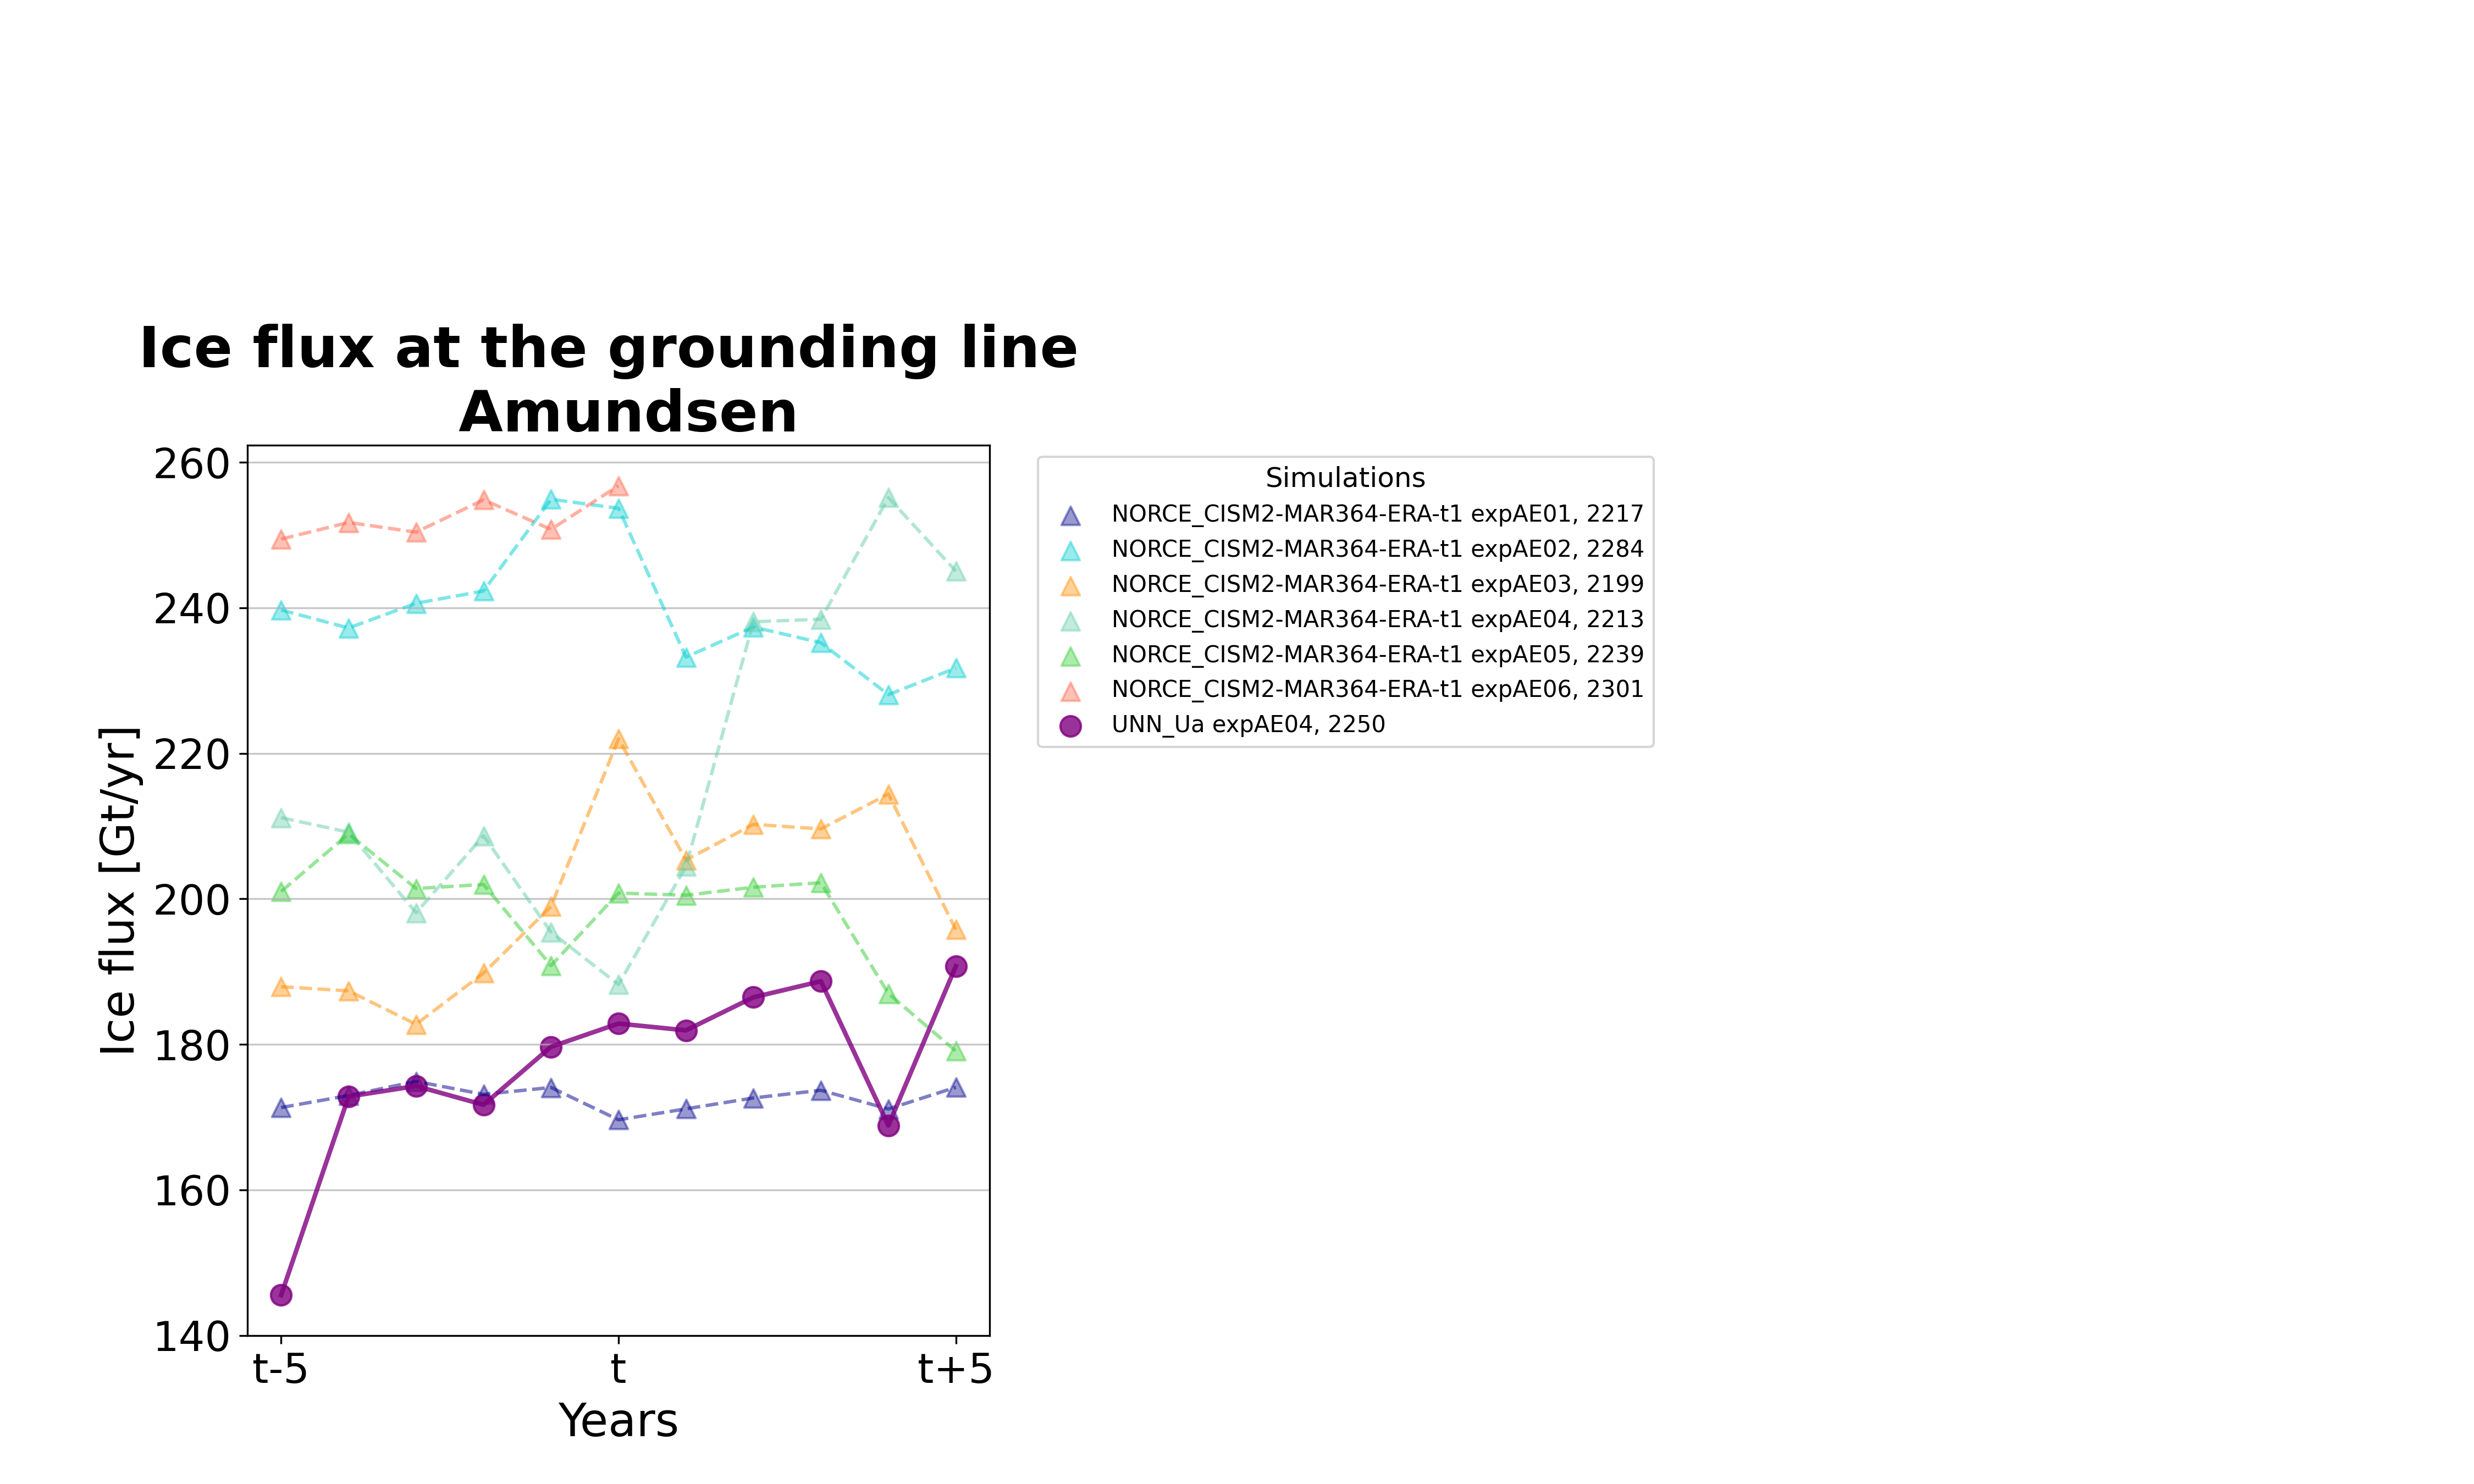 Ice flux at the grounding line
Amundsen
Ice flux [Gt/yr]
260
240
220
200
180
160
140
t-5
t
t+5
Years
Simulations
NORCE_CISM2-MAR364-ERA-t1 expAE01, 2217
NORCE_CISM2-MAR364-ERA-t1 expAE02, 2284
NORCE_CISM2-MAR364-ERA-t1 expAE03, 2199
NORCE_CISM2-MAR364-ERA-t1 expAE04, 2213
NORCE_CISM2-MAR364-ERA-t1 expAE05, 2239
NORCE_CISM2-MAR364-ERA-t1 expAE06, 2301
UNN_Ua expAE04, 2250